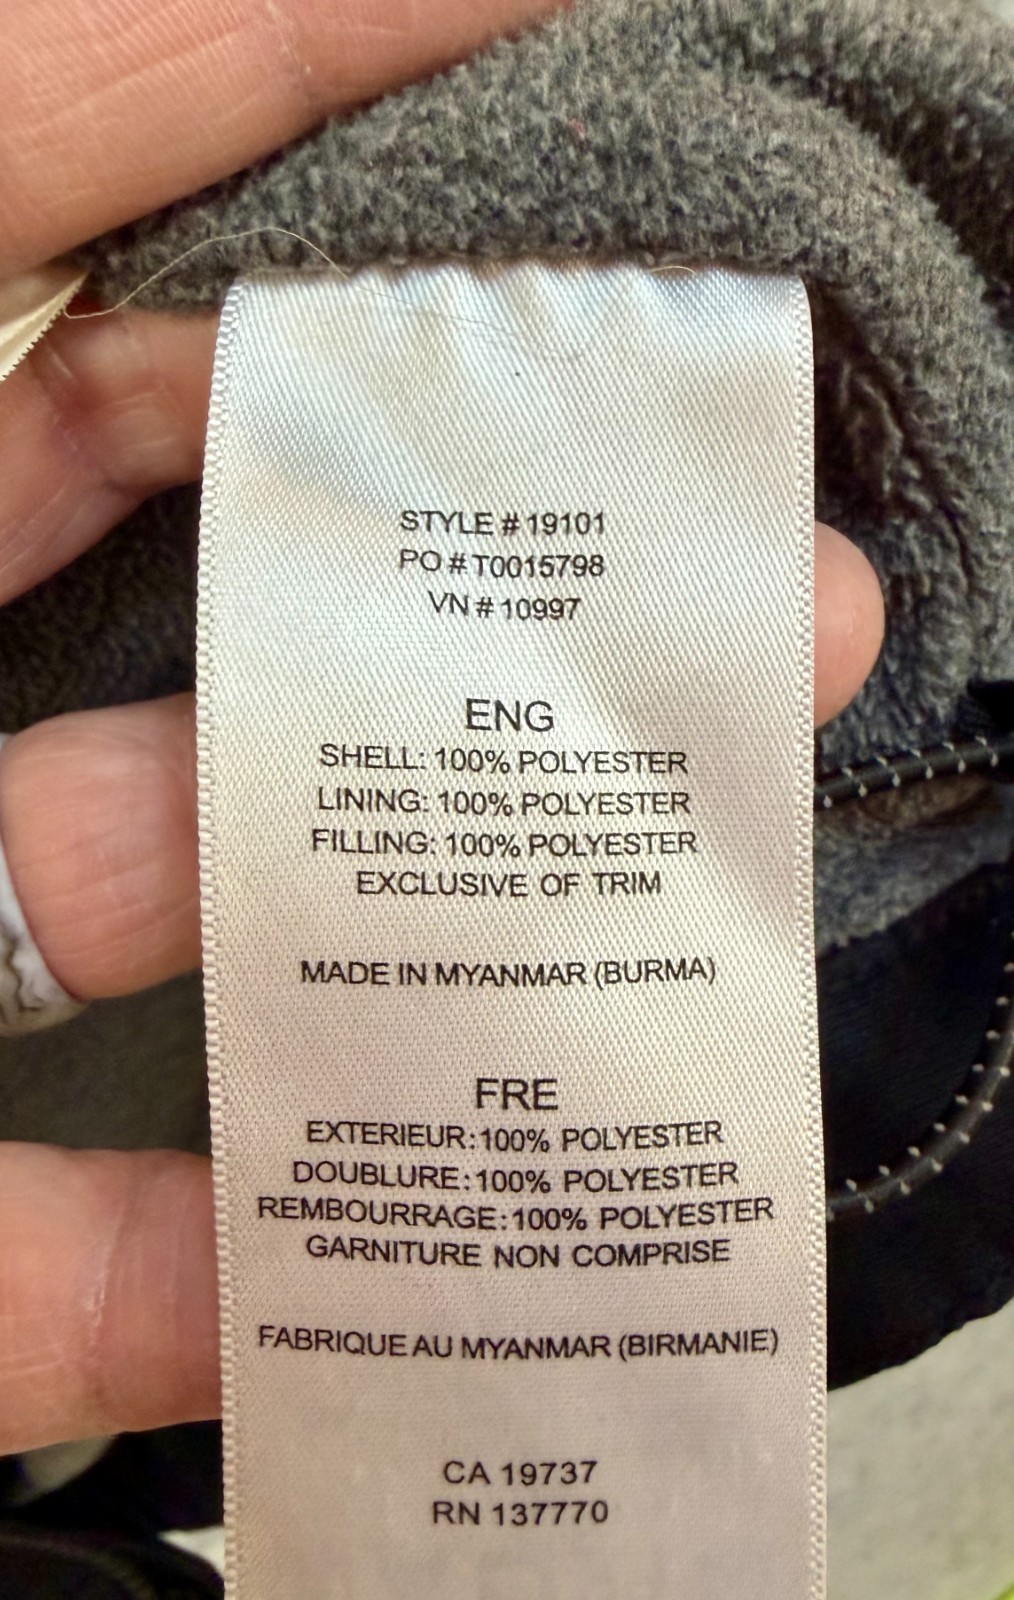 STYLE # 19101
PO # T0015798
VN # 10997
ENG
SHELL: 100% POLYESTER
LINING: 100% POLYESTER
FILLING: 100% POLYESTER
EXCLUSIVE OF TRIM
MADE IN MYANMAR (BURMA)
FRE
EXTERIEUR: 100% POLYESTER
DOUBLURE: 100% POLYESTER
REMBOURRAGE: 100% POLYESTER
GARNITURE NON COMPRISE
FABRIQUE AU MYANMAR (BIRMANIE)
CA 19737
RN 137770